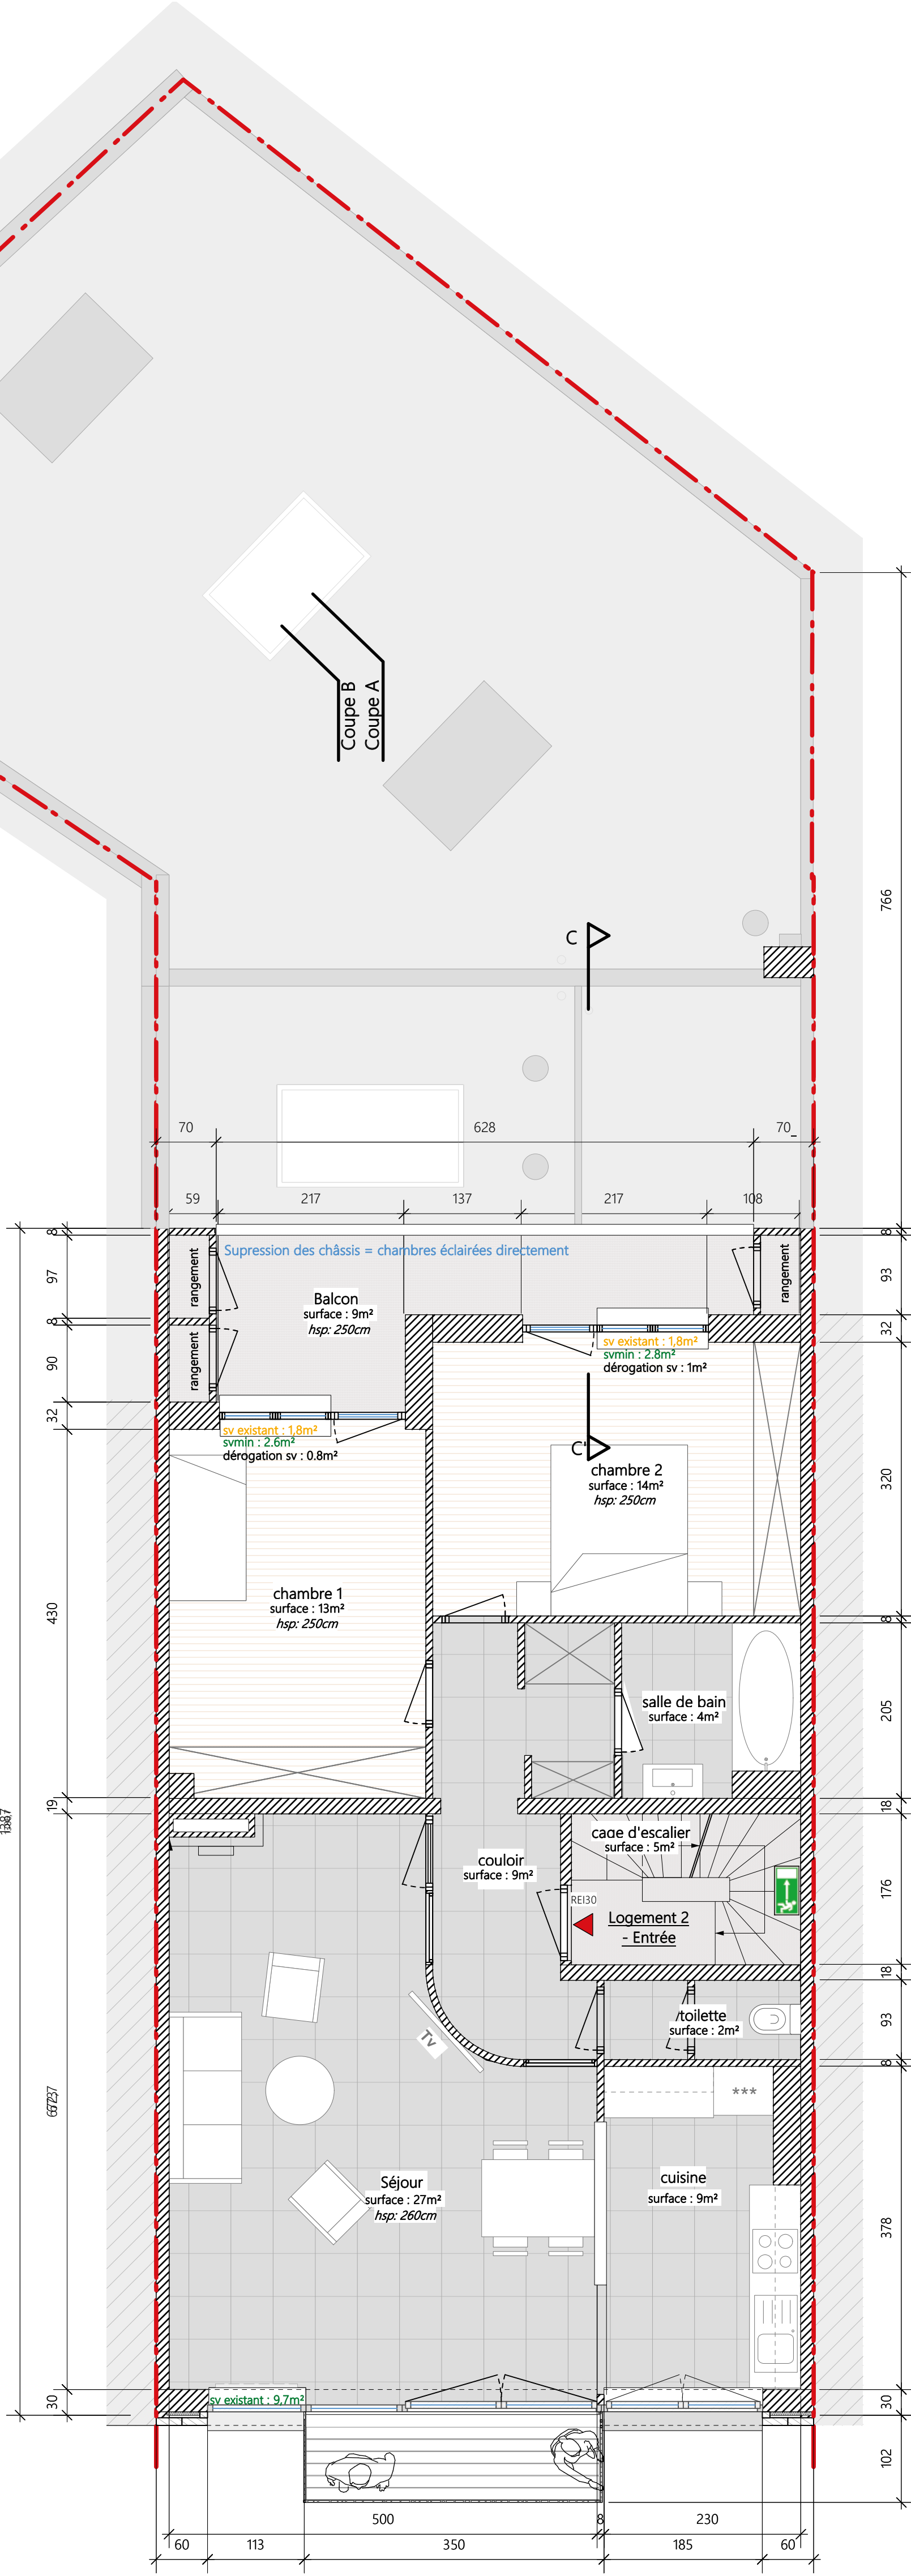 Coupe B
Coupe A
766
C
70
628
70
59
217
137
217
108
8
97
8
90
32
8
93
32
Supression des châssis = chambres éclairées directement
rangement
rangement
rangement
Balcon
surface : 9m²
hsp: 250cm
sv existant : 1,8m²
svmin : 2.8m²
dérogation sv : 1m²
sv existant : 1,8m²
svmin : 2.6m²
dérogation sv : 0.8m²
C'
chambre 2
surface : 14m²
hsp: 250cm
320
chambre 1
surface : 13m²
hsp: 250cm
430
8
salle de bain
surface : 4m²
205
19
18
cage d'escalier
surface : 5m²
couloir
surface : 9m²
REI30
Logement 2
- Entrée
176
18
toilette
surface : 2m²
93
8
Tv
***
Séjour
surface : 27m²
hsp: 260cm
cuisine
surface : 9m²
378
sv existant : 9,7m²
30
30
102
500
8
230
60
113
350
185
60